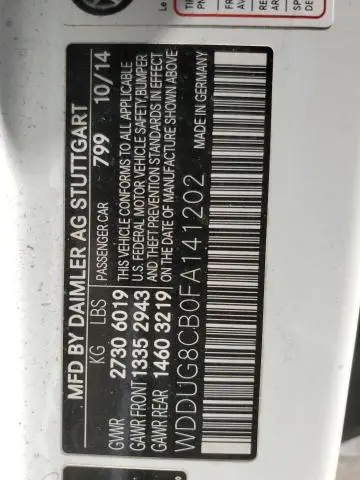 MFD BY DAIMLER AG STUTTGART
KG LBS PASSENGER CAR 799 10/14
GVWR 2730 6019 THIS VEHICLE CONFORMS TO ALL APPLICABLE
GAWR FRONT 1335 2943 U.S. FEDERAL MOTOR VEHICLE SAFETY,BUMPER
GAWR REAR 1460 3219 AND THEFT PREVENTION STANDARDS IN EFFECT
ON THE DATE OF MANUFACTURE SHOWN ABOVE
WDDUG8CB0FA141202 MADE IN GERMANY
Le